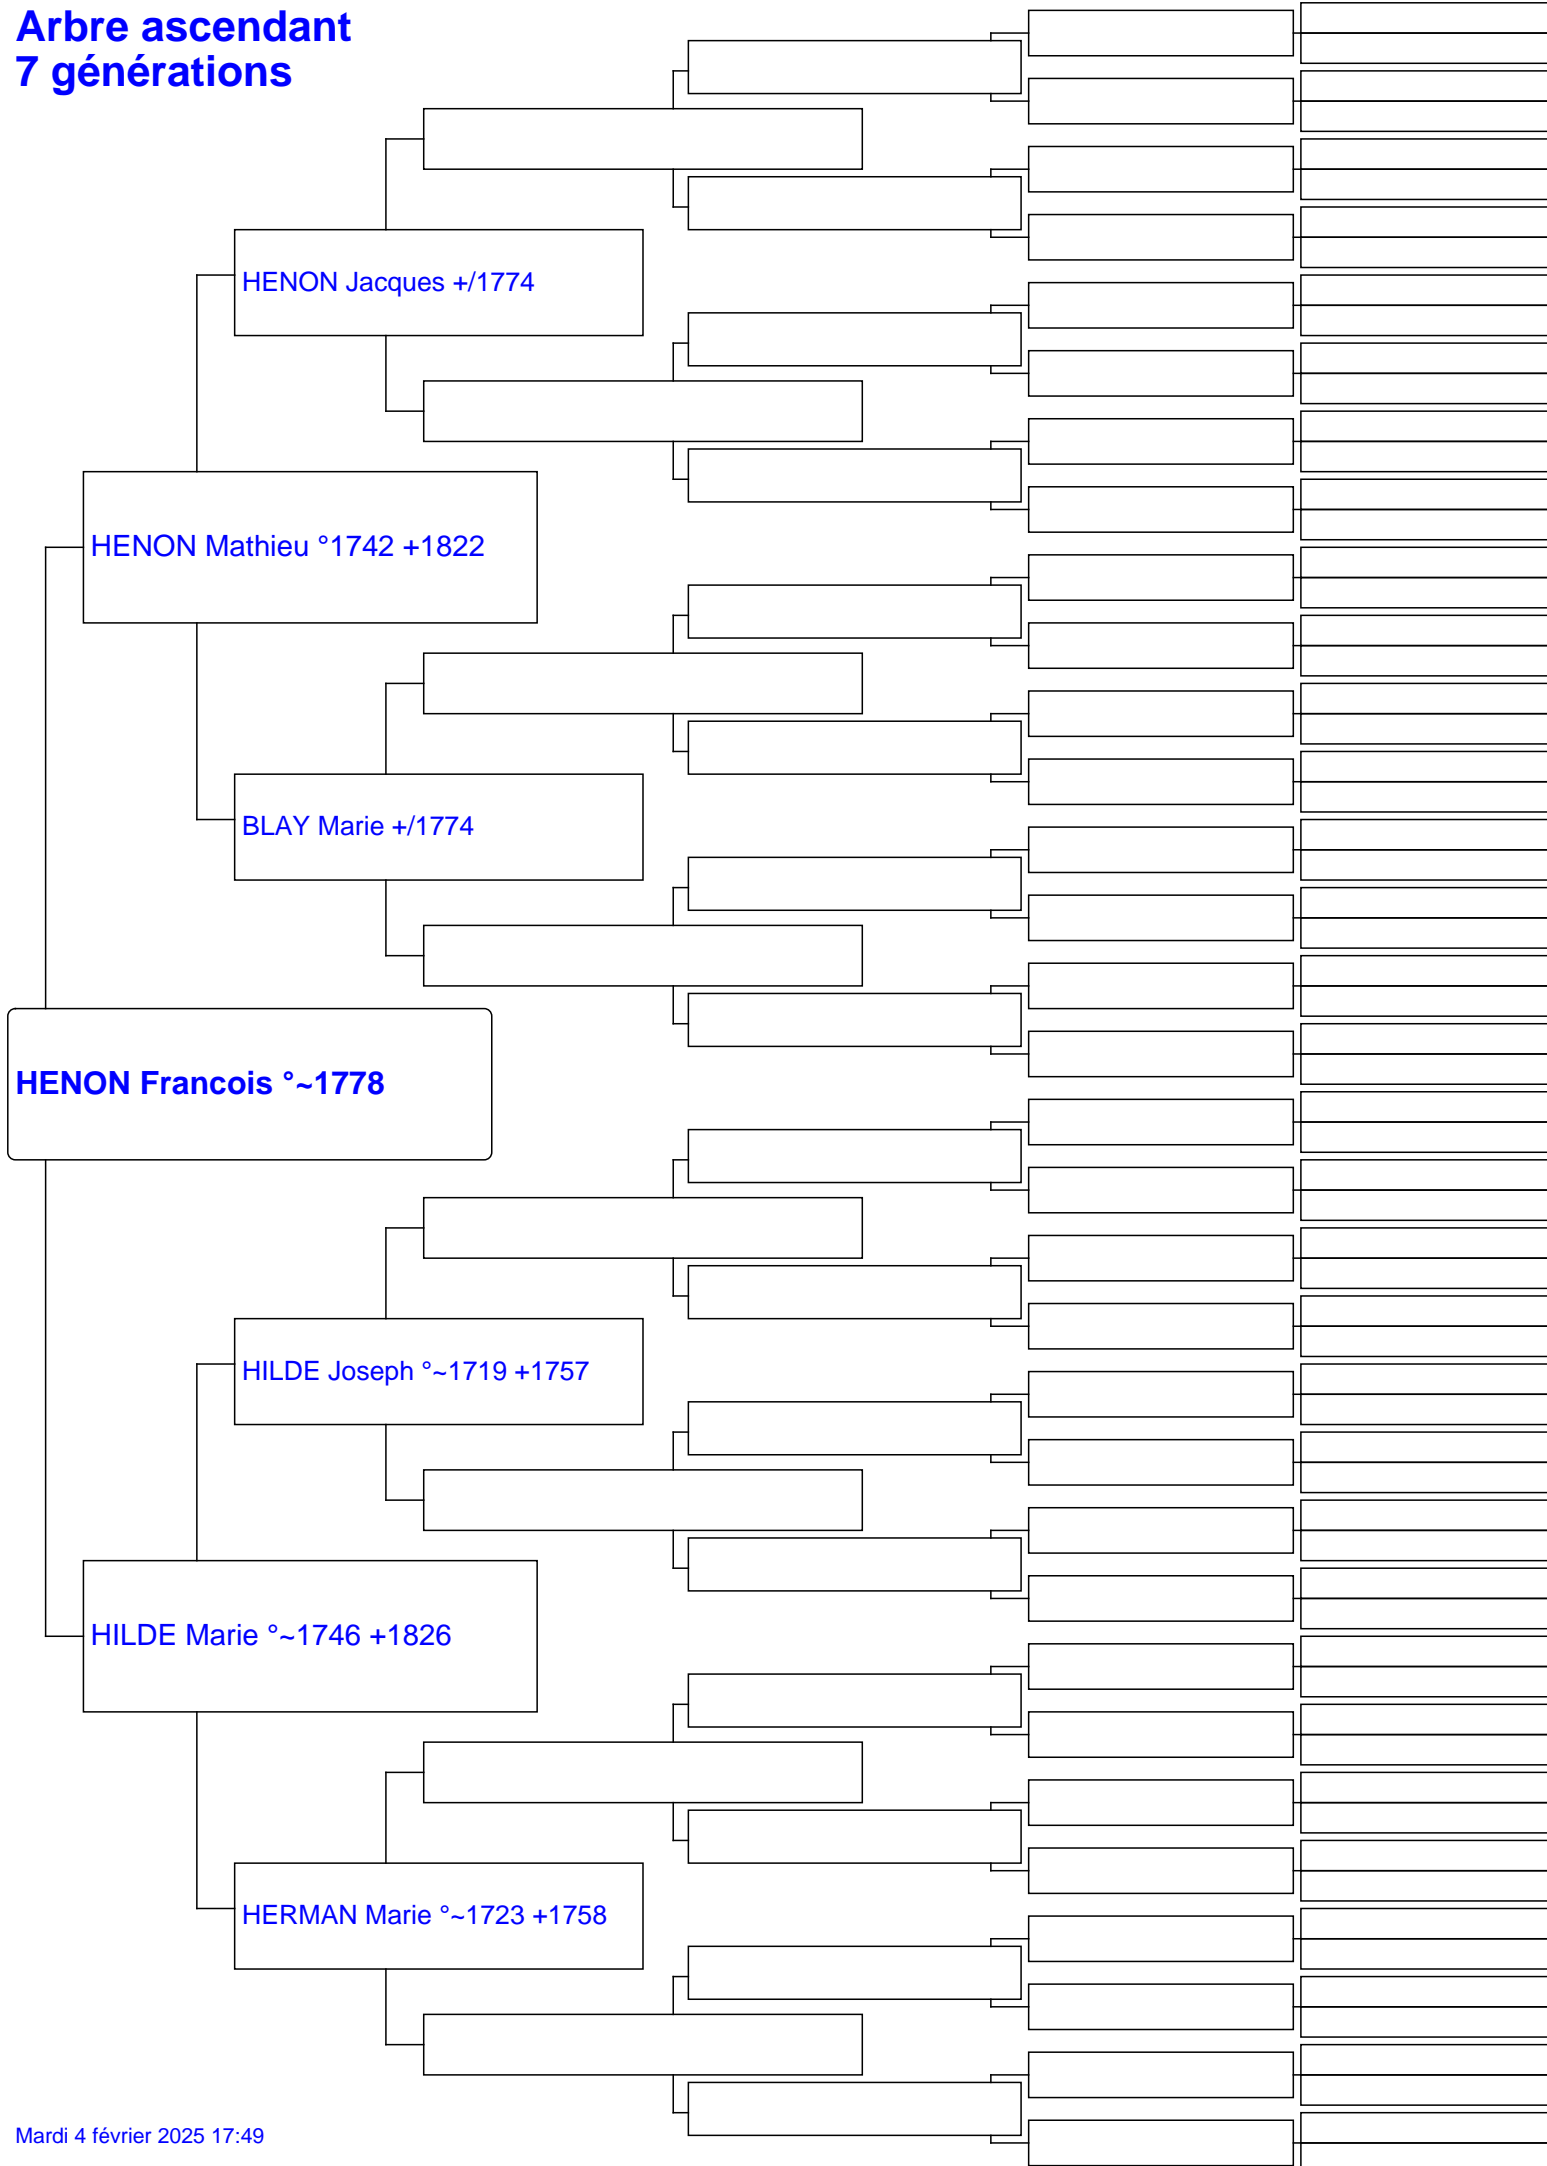 Arbre ascendant
7 générations
HENON Jacques +/1774
HENON Mathieu °1742 +1822
BLAY Marie +/1774
HENON Francois °~1778
HILDE Joseph °~1719 +1757
HILDE Marie °~1746 +1826
HERMAN Marie °~1723 +1758
Mardi 4 février 2025 17:49